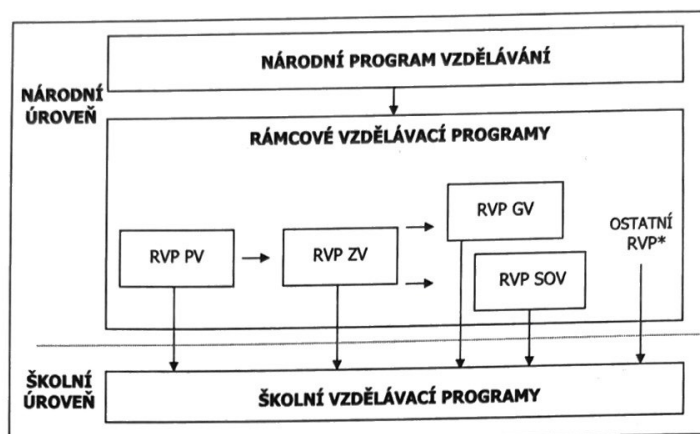 NÁRODNÍ PROGRAM VZDĚLÁVÁNÍ
NÁRODNÍ
ÚROVEŇ
RÁMCOVÉ VZDĚLÁVACÍ PROGRAMY
RVP PV
RVP ZV
RVP GV
RVP SOV
OSTATNÍ
RVP*
ŠKOLNÍ
ÚROVEŇ
ŠKOLNÍ VZDĚLÁVACÍ PROGRAMY